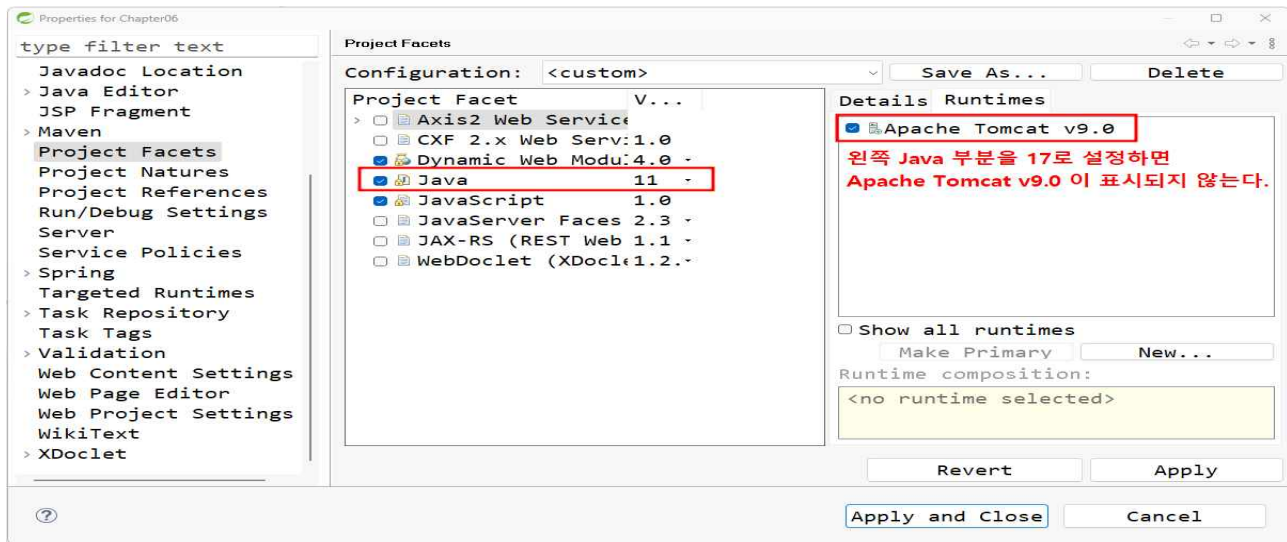 Properties for Chapter06
type filter text
Javadoc Location
Java Editor
JSP Fragment
Maven
Project Facets
Project Natures
Project References
Run/Debug Settings
Server
Service Policies
Spring
Targeted Runtimes
Task Repository
Task Tags
Validation
Web Content Settings
Web Page Editor
Web Project Settings
WikiText
XDoclet
Project Facets
Configuration: <custom>
Save As... Delete
Project Facet V...
Axis2 Web Service
CXF 2.x Web Serv: 1.0
Dynamic Web Modul 4.0
Java 11
JavaScript 1.0
JavaServer Faces 2.3
JAX-RS (REST Web 1.1
WebDoclet (XDocle 1.2.
Details Runtimes
Apache Tomcat v9.0
왼쪽 Java 부분을 17로 설정하면
Apache Tomcat v9.0 이 표시되지 않는다.
Show all runtimes
Make Primary New...
Runtime composition:
<no runtime selected>
Revert Apply
Apply and Close Cancel